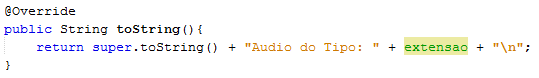 @Override
public String toString(){
return super.toString() + "Audio do Tipo: " + extensao + "\n";
}